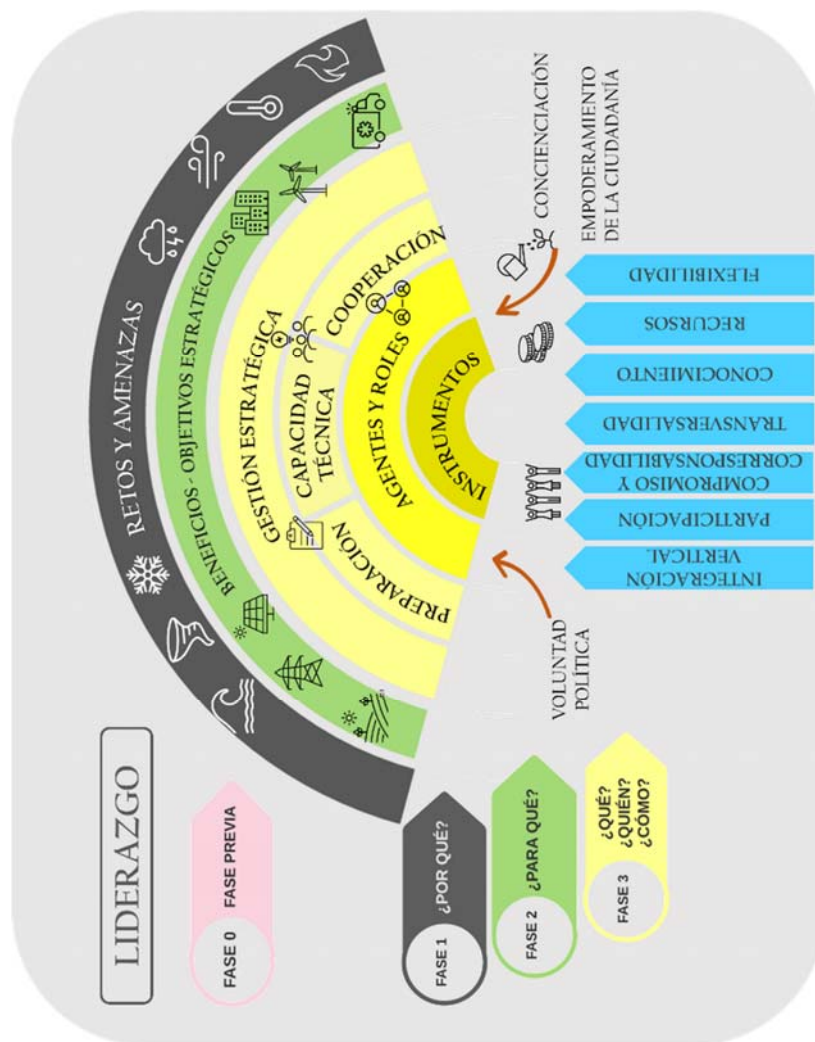 LIDERAZGO
FASE 0
FASE PREVIA
FASE 1
¿POR QUÉ?
FASE 2
¿PARA QUÉ?
FASE 3
¿QUÉ?
¿QUIÉN?
¿CÓMO?
RETOS Y AMENAZAS
BENEFICIOS - OBJETIVOS ESTRATÉGICOS
GESTIÓN ESTRATÉGICA
PREPARACIÓN
CAPACIDAD
TÉCNICA
COOPERACIÓN
AGENTES Y ROLES
INSTRUMENTOS
VOLUNTAD
POLÍTICA
CONCIENCIACIÓN
EMPODERAMIENTO
DE LA CIUDADANÍA
INTEGRACIÓN
VERTICAL
PARTICIPACIÓN
COMPROMISO Y
CORRESPONSABILIDAD
TRANSVERSALIDAD
CONOCIMIENTO
RECURSOS
FLEXIBILIDAD